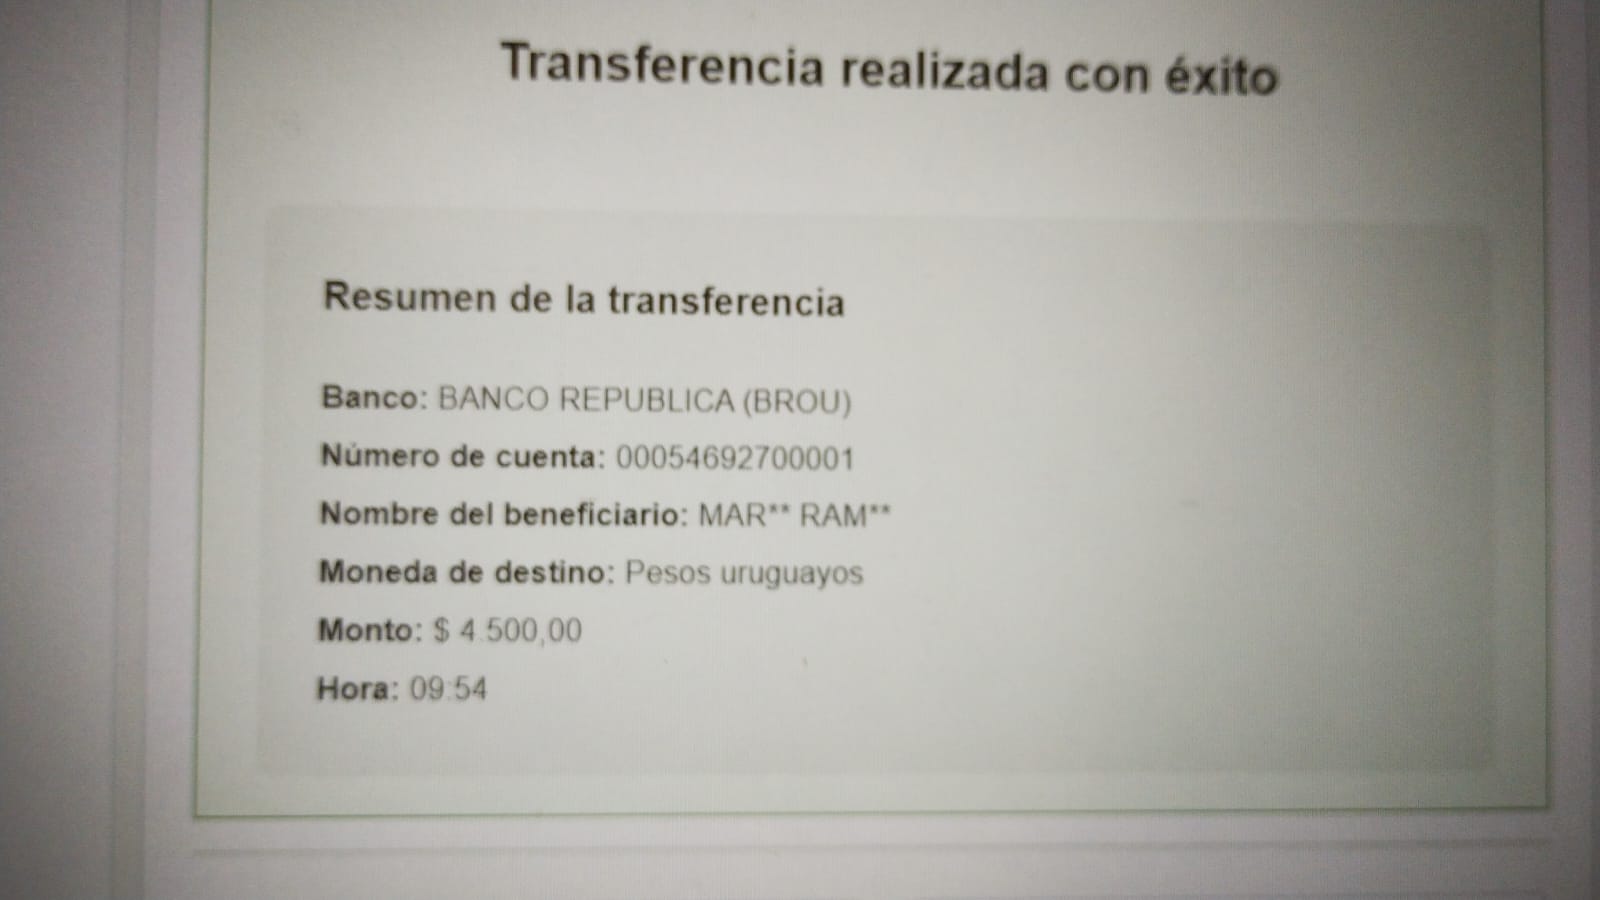 Transferencia realizada con éxito
Resumen de la transferencia
Banco: BANCO REPUBLICA (BROU)
Número de cuenta: 00054692700001
Nombre del beneficiario: MAR** RAM**
Moneda de destino: Pesos uruguayos
Monto: $ 4.500,00
Hora: 09:54